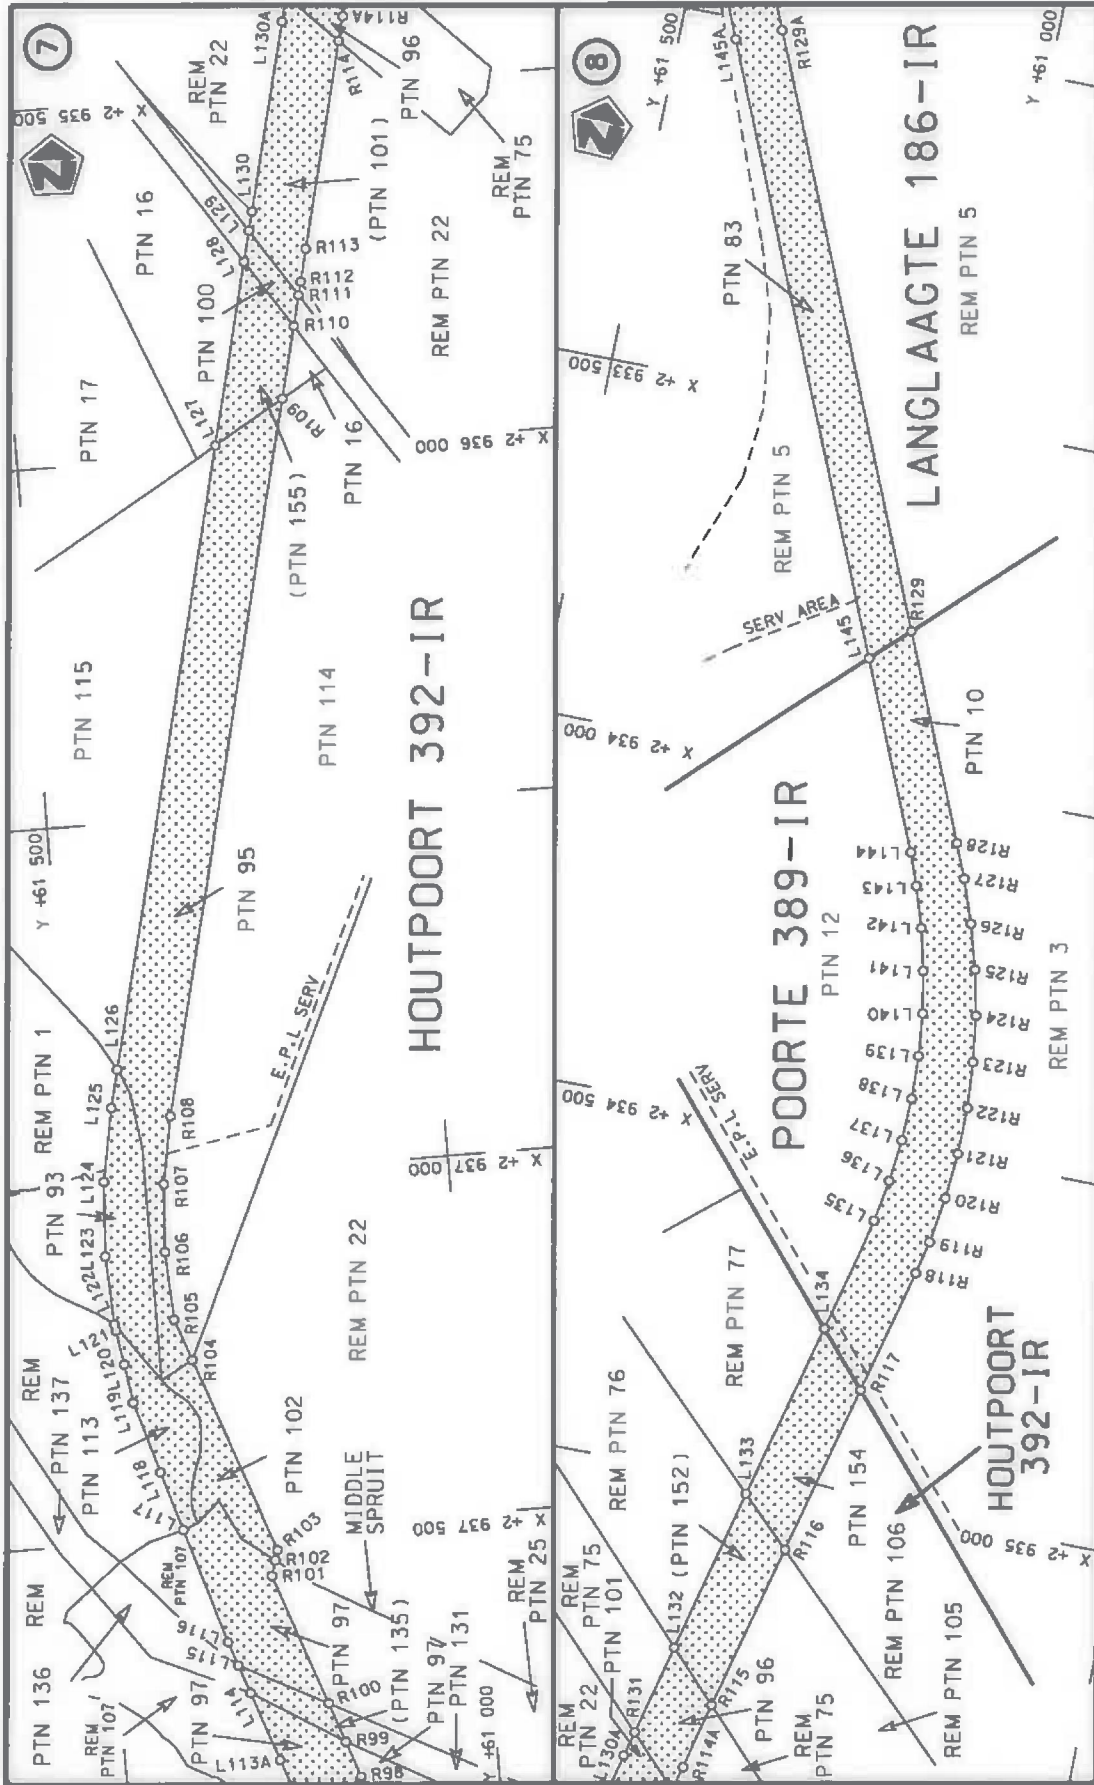 7
N
L130A
R114A
R11A
PTN 96
REM
PTN 75
REM
PTN 22
X +2 935 500
L130
L129
L128
(PTN 101)
R113
R112
R111
R110
REM PTN 22
PTN 16
PTN 100
PTN 17
L127
R109
PTN 16
(PTN 155)
X +2 936 000
PTN 115
PTN 114
HOUTPOORT 392-IR
Y +61 500
PTN 95
REM PTN 1
L126
L125
R108
E.P.L SERV
PTN 93
L124
L123
L122
L121
L120
L119
R107
R106
R105
R104
X +2 937 000
REM PTN 22
REM
PTN 137
PTN 113
L118
L117
PTN 102
R103
R102
R101
MIDDLE
SPRUIT
X +2 937 500
REM
PTN 136
REM
PTN 107
L116
L115
L114
L113A
REM
PTN 107
PTN 97
PTN 97
(PTN 135)
PTN 97
PTN 131
REM
PTN 25
R100
R99
R98
Y +61 000
8
N
Y +61 500
L145A
R129A
Y +61 000
PTN 83
LANGLAAGTE 186-IR
REM PTN 5
X +2 933 500
REM PTN 5
SERV AREA
L145
R129
X +2 934 000
PTN 10
POORTE 389-IR
PTN 12
L144
L143
L142
L141
L140
L139
L138
L137
L136
L135
L134
R128
R127
R126
R125
R124
R123
R122
R121
R120
R119
R118
R117
REM PTN 3
X +2 934 500
E.P.L SERV
REM PTN 77
REM PTN 76
L133
(PTN 152)
L132
R116
PTN 154
HOUTPOORT
392-IR
X +2 935 000
REM PTN 106
REM PTN 105
REM
PTN 75
PTN 101
REM
PTN 22
L130A
R131
R115
R114A
PTN 96
REM
PTN 75